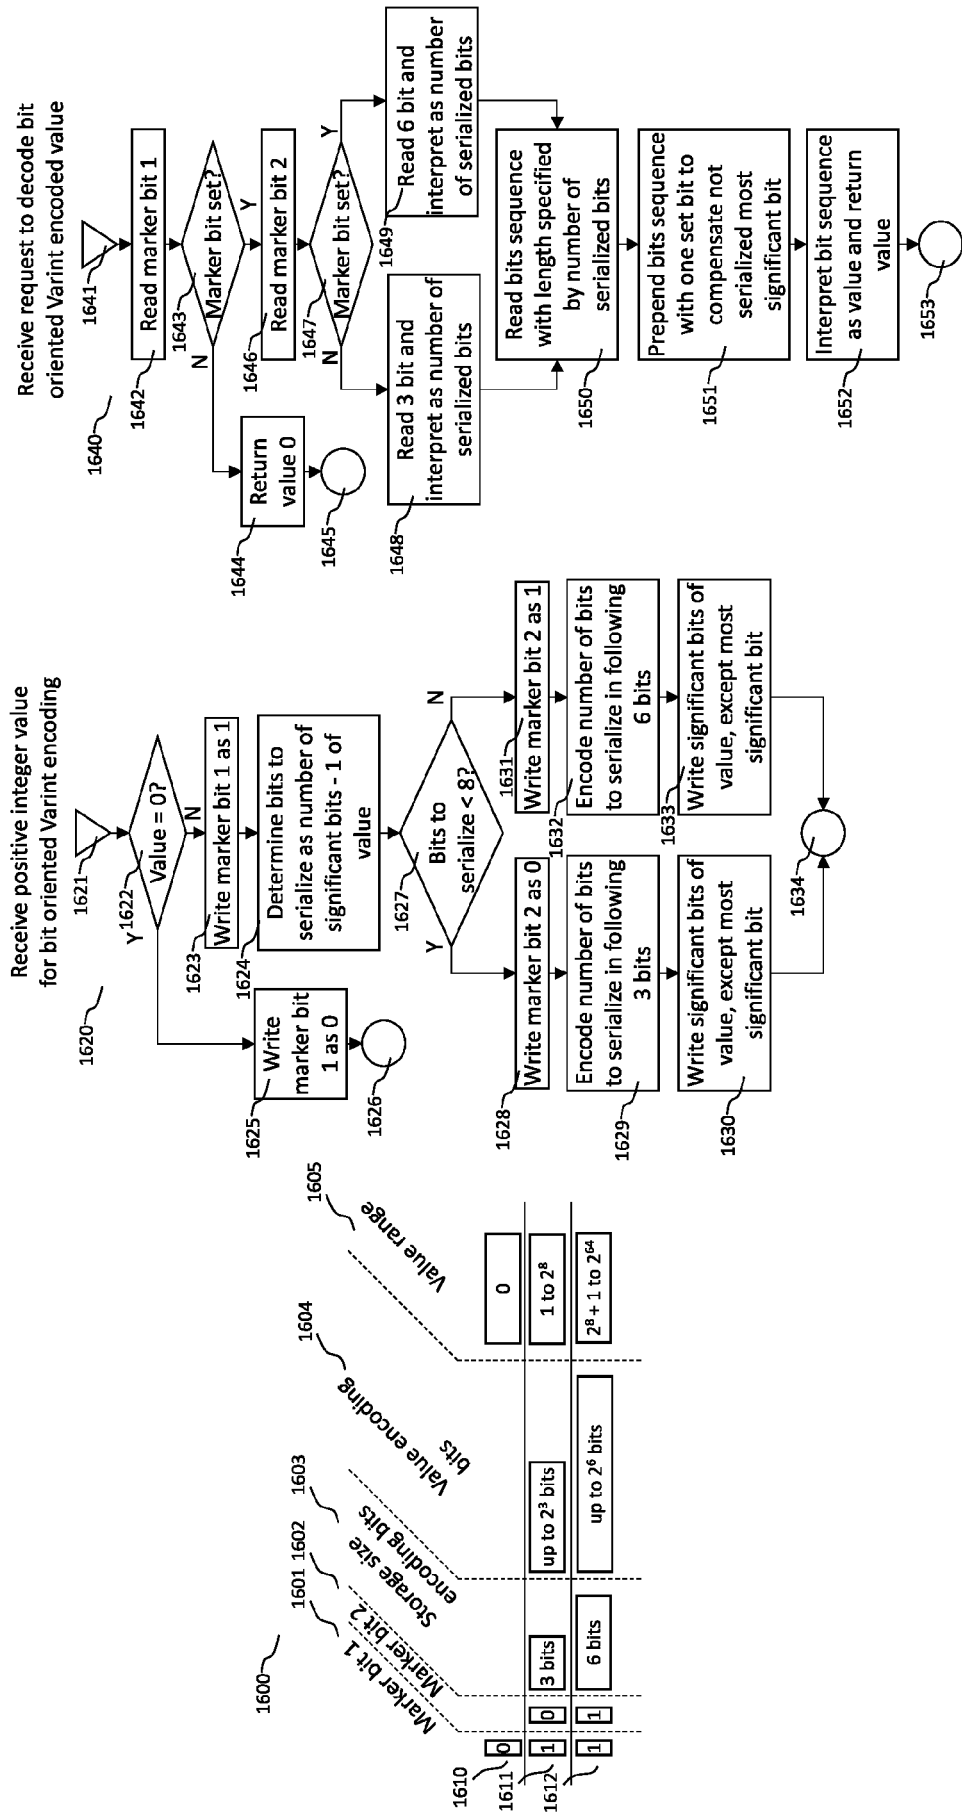 1600
1601
1602
1603
1604
1605
Marker bit 1
Marker bit 2
Storage size
encoding bits
Value encoding
bits
Value range
1610
0
0
1611
1
0
3 bits
up to 2³ bits
1 to 2⁸
1612
1
1
6 bits
up to 2⁶ bits
2⁸ + 1 to 2⁶⁴
Receive positive integer value
for bit oriented Varint encoding
1620
1621
1622
Value = 0?
Y
N
1623
Write marker bit 1 as 1
1624
Determine bits to
serialize as number of
significant bits - 1 of
value
1625
Write
marker bit
1 as 0
1626
1627
Bits to
serialize < 8?
Y
N
1628
Write marker bit 2 as 0
1629
Encode number of bits
to serialize in following
3 bits
1630
Write significant bits of
value, except most
significant bit
1631
Write marker bit 2 as 1
1632
Encode number of bits
to serialize in following
6 bits
1633
Write significant bits of
value, except most
significant bit
1634
Receive request to decode bit
oriented Varint encoded value
1640
1641
1642
Read marker bit 1
1643
Marker bit set?
N
Y
1644
Return
value 0
1645
1646
Read marker bit 2
1647
Marker bit set?
N
Y
1648
Read 3 bit and
interpret as number of
serialized bits
1649
Read 6 bit and
interpret as number
of serialized bits
1650
Read bits sequence
with length specified
by number of
serialized bits
1651
Prepend bits sequence
with one set bit to
compensate not
serialized most
significant bit
1652
Interpret bit sequence
as value and return
value
1653